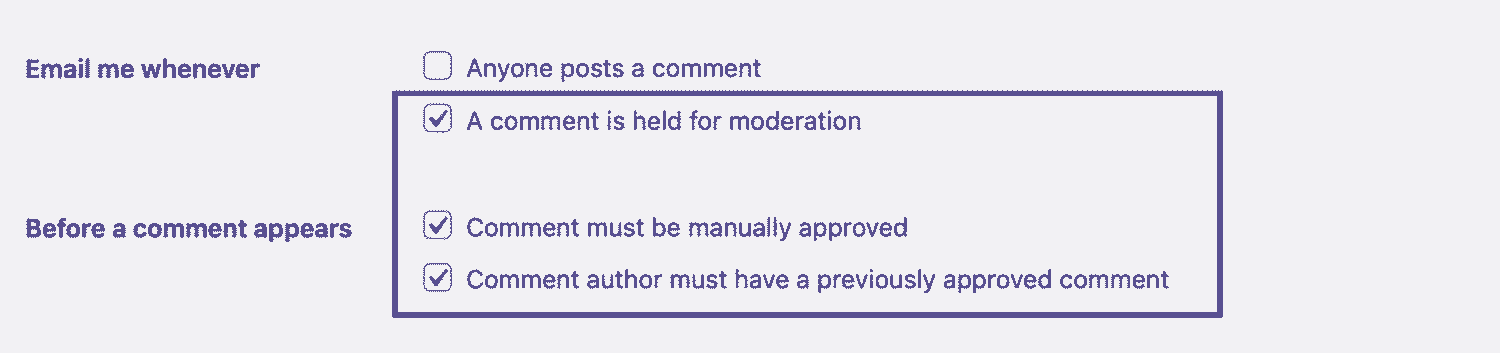 Email me whenever Anyone posts a comment
A comment is held for moderation
Before a comment appears Comment must be manually approved
Comment author must have a previously approved comment